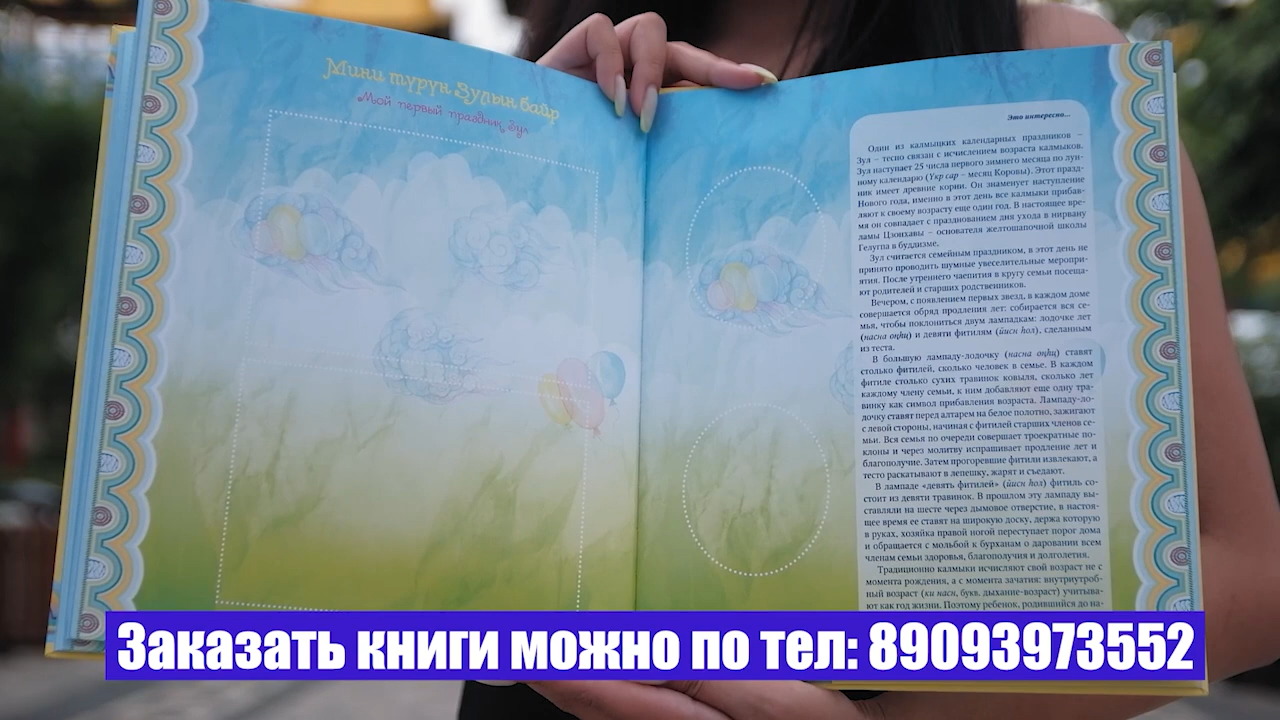 Мини түрүн Зулын байр
Мой первый праздник Зул
Это интересно...
Один из калмыцких календарных праздников –
Зул – тесно связан с исчислением возраста калмыков.
Зул наступает 25 числа первого зимнего месяца по лун-
ному календарю (Үкр сар – месяц Коровы). Этот празд-
ник имеет древние корни. Он знаменует наступление
Нового года, именно в этот день все калмыки прибав-
ляют к своему возрасту еще один год. В настоящее вре-
мя он совпадает с празднованием дня ухода в нирвану
ламы Цзонхавы – основателя желтошапочной школы
Гелугпа в буддизме.
Зул считается семейным праздником, в этот день не
принято проводить шумные увеселительные меропри-
ятия. После утреннего чаепития в кругу семьи посеща-
ют родителей и старших родственников.
Вечером, с появлением первых звезд, в каждом доме
совершается обряд продления лет: собирается вся се-
мья, чтобы поклониться двум лампадкам: лодочке лет
(насна оңһц) и девяти фитилям (йисн һол), сделанным
из теста.
В большую лампаду-лодочку (насна оңһц) ставят
столько фитилей, сколько человек в семье. В каждом
фитиле столько сухих травинок ковыля, сколько лет
каждому члену семьи, к ним добавляют еще одну тра-
винку как символ прибавления возраста. Лампаду-ло-
дочку ставят перед алтарем на белое полотно, зажигают
с левой стороны, начиная с фитилей старших членов се-
мьи. Вся семья по очереди совершает троекратные по-
клоны и через молитву испрашивает продление лет и
благополучие. Затем прогоревшие фитили извлекают, а
тесто раскатывают в лепешку, жарят и съедают.
В лампаде «девять фитилей» (йисн һол) фитиль со-
стоит из девяти травинок. В прошлом эту лампаду вы-
ставляли на шесте через дымовое отверстие, в настоя-
щее время ее ставят на широкую доску, держа которую
в руках, хозяйка правой ногой переступает порог дома
и обращается с мольбой к бурханам о даровании всем
членам семьи здоровья, благополучия и долголетия.
Традиционно калмыки исчисляют свой возраст не с
момента рождения, а с момента зачатия: внутриутроб-
ный возраст (ки насн, букв. дыхание-возраст) учитыва-
ют как год жизни. Поэтому ребенок, родившийся до на-
Заказать книги можно по тел: 89093973552